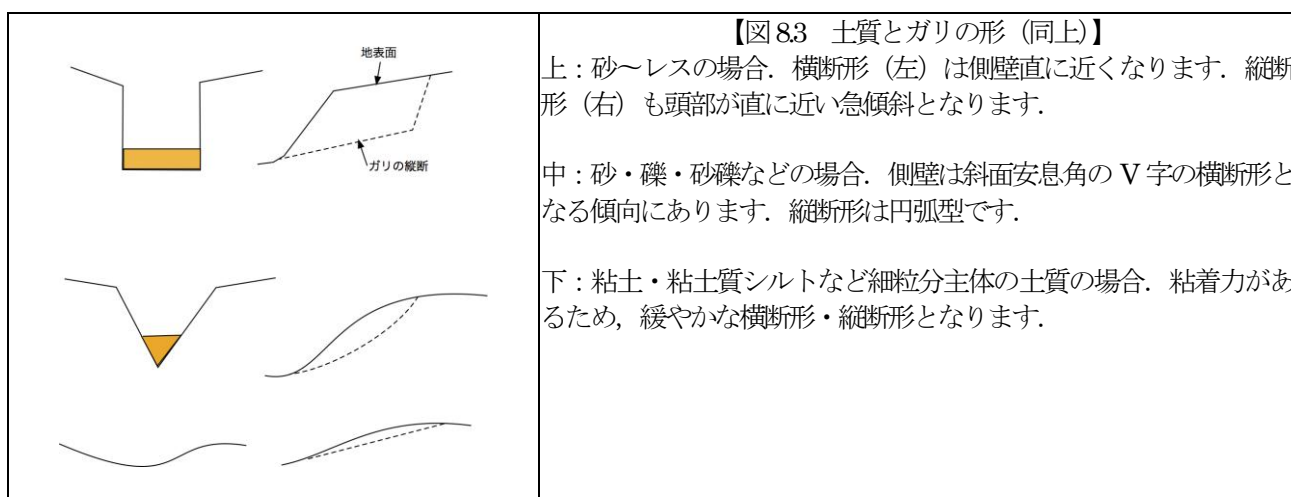 地表面
ガリの縦断
【図8.3 土質とガリの形（同上）】
上：砂～レスの場合．横断形（左）は側壁直に近くなります．縦断
形（右）も頭部が直に近い急傾斜となります．
中：砂・礫・砂礫などの場合．側壁は斜面安息角の V 字の横断形と
なる傾向にあります．縦断形は円弧型です．
下：粘土・粘土質シルトなど細粒分主体の土質の場合．粘着力があ
るため，緩やかな横断形・縦断形となります．